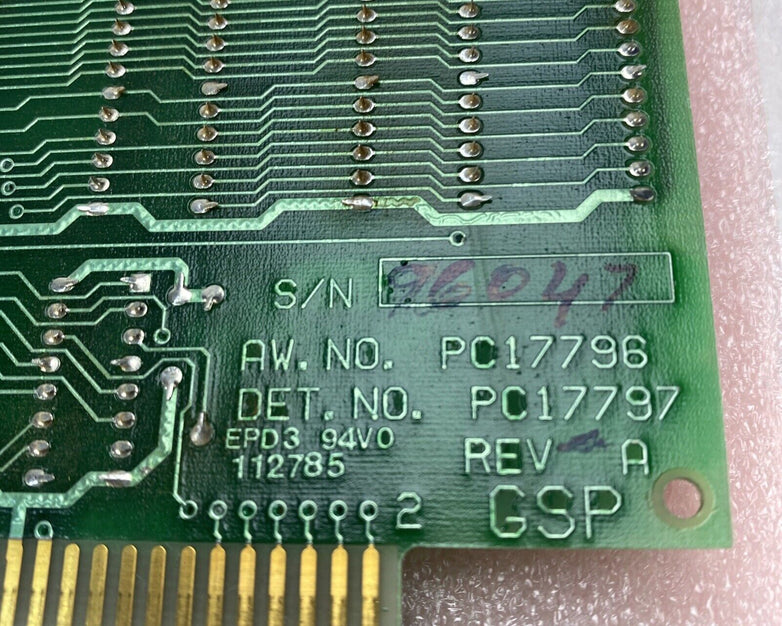 S/N 96047
AW. NO. PC17796
DET. NO. PC17797
EPD3 94V0
112785
REV A
2 GSP